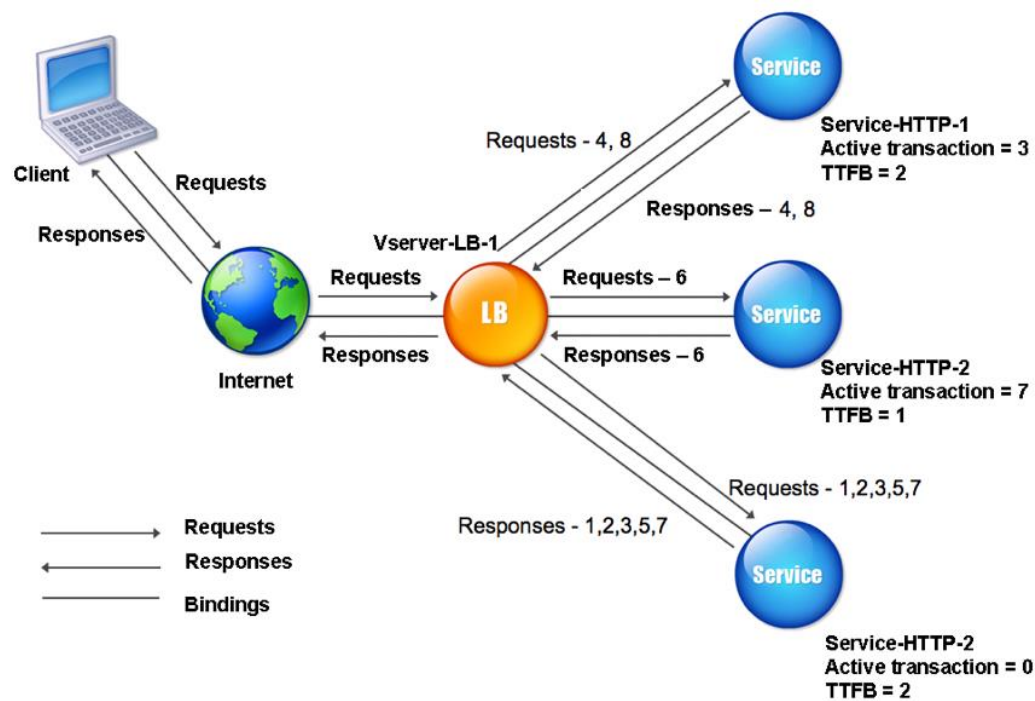 Service
Service-HTTP-1
Active transaction = 3
TTFB = 2
Requests - 4, 8
Client
Requests
Responses
Responses – 4, 8
Vserver-LB-1
Requests
Requests – 6
LB
Service
Responses
Responses – 6
Internet
Service-HTTP-2
Active transaction = 7
TTFB = 1
Requests - 1,2,3,5,7
Responses - 1,2,3,5,7
Requests
Responses
Bindings
Service
Service-HTTP-2
Active transaction = 0
TTFB = 2